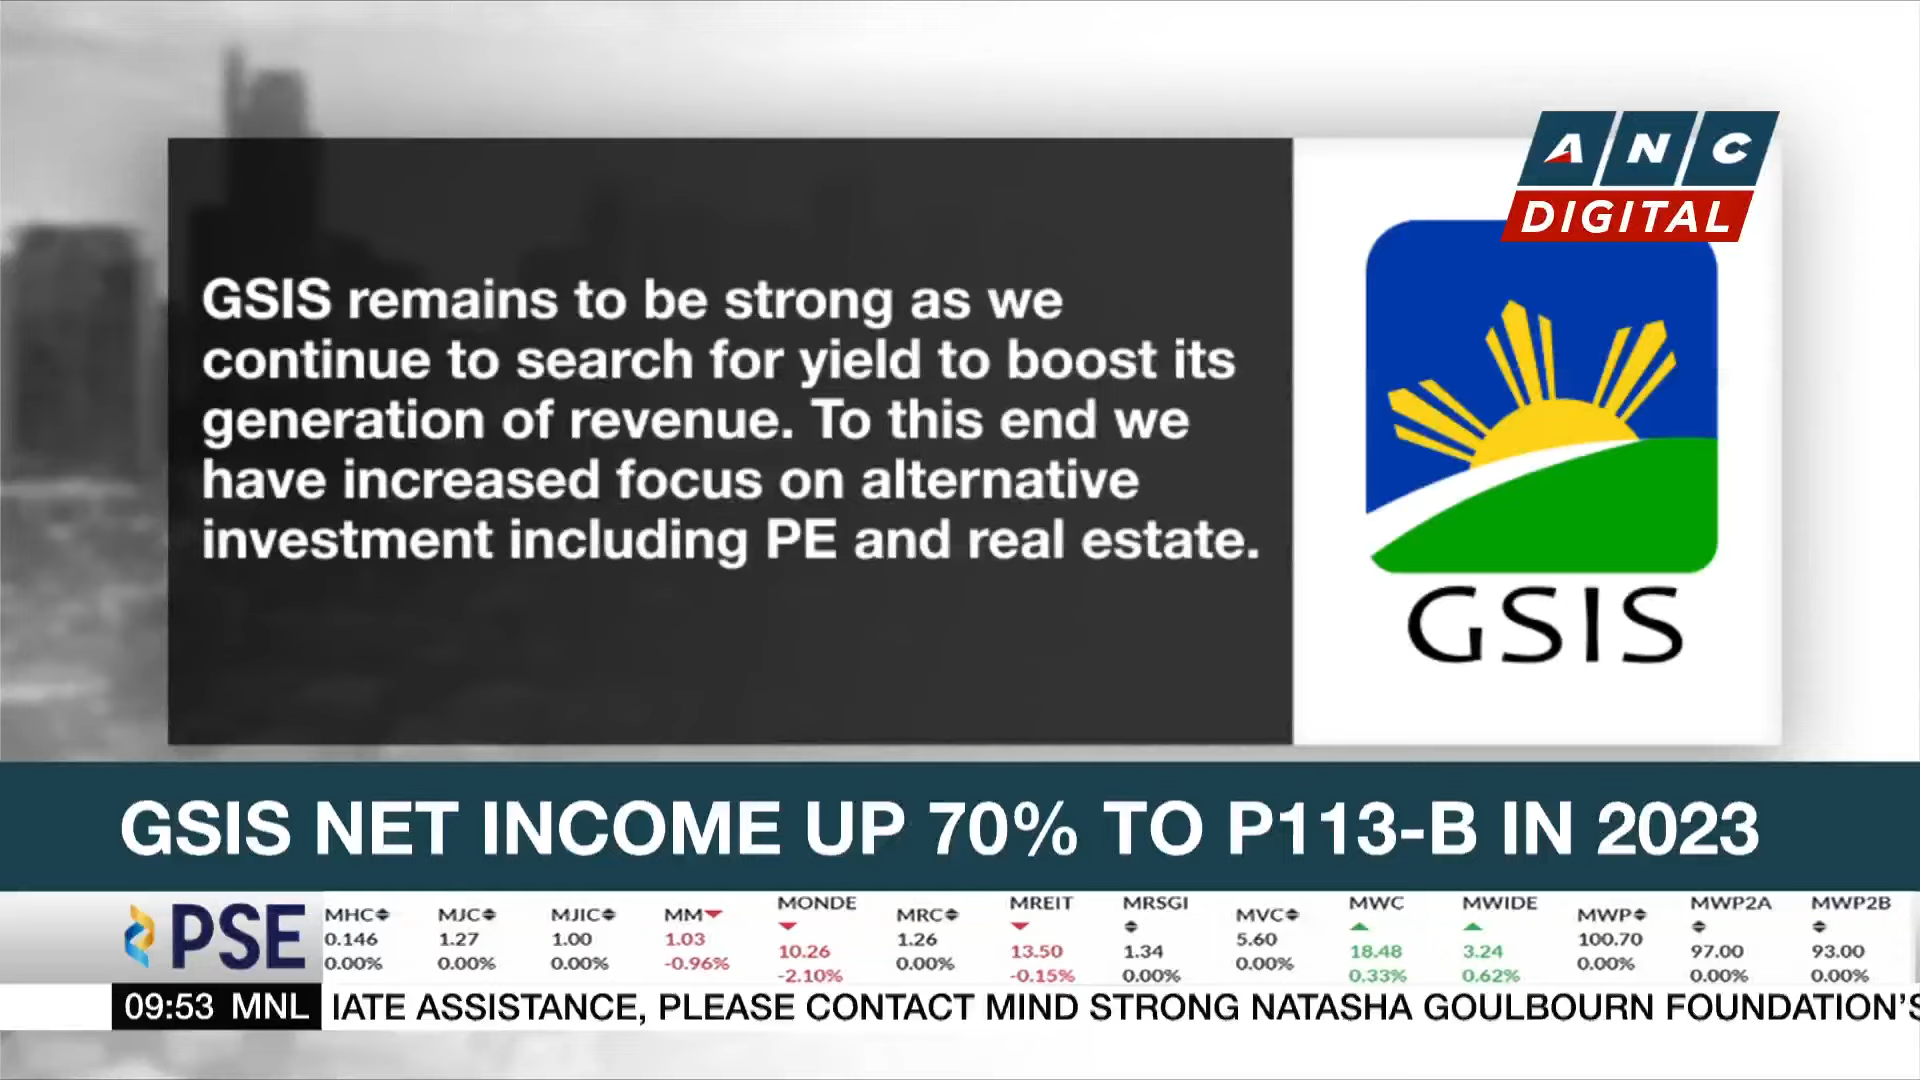 ANC
DIGITAL
GSIS remains to be strong as we
continue to search for yield to boost its
generation of revenue. To this end we
have increased focus on alternative
investment including PE and real estate.
GSIS
GSIS NET INCOME UP 70% TO P113-B IN 2023
PSE
MHC MJC MJIC MM MONDE MRC MREIT MRSGI MVC MWC MWIDE MWP MWP2A MWP2B
0.146 1.27 1.00 1.03 10.26 1.26 13.50 1.34 5.60 18.48 3.24 100.70 97.00 93.00
0.00% 0.00% 0.00% -0.96% -2.10% 0.00% -0.15% 0.00% 0.00% 0.33% 0.62% 0.00% 0.00% 0.00%
09:53 MNL IATE ASSISTANCE, PLEASE CONTACT MIND STRONG NATASHA GOULBOURN FOUNDATION'S